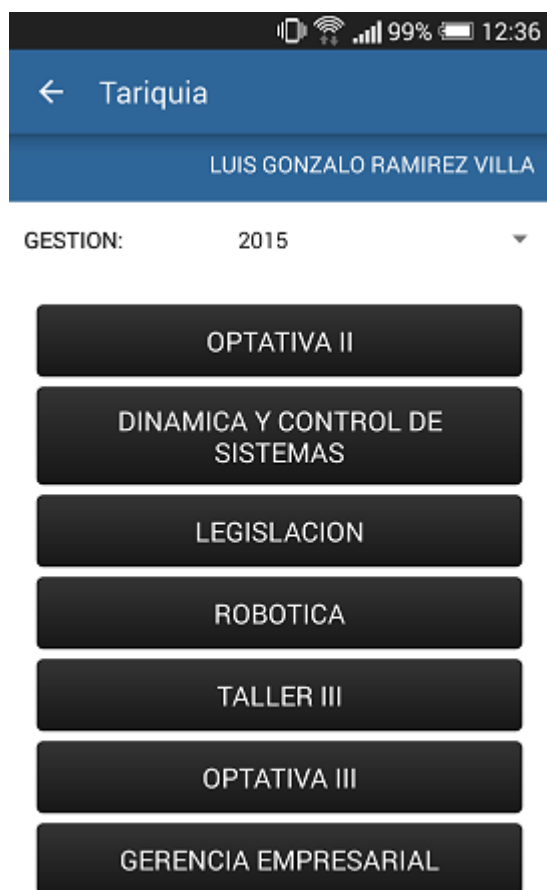 99% 12:36
Tariquia
LUIS GONZALO RAMIREZ VILLA
GESTION: 2015
OPTATIVA II
DINAMICA Y CONTROL DE
SISTEMAS
LEGISLACION
ROBOTICA
TALLER III
OPTATIVA III
GERENCIA EMPRESARIAL